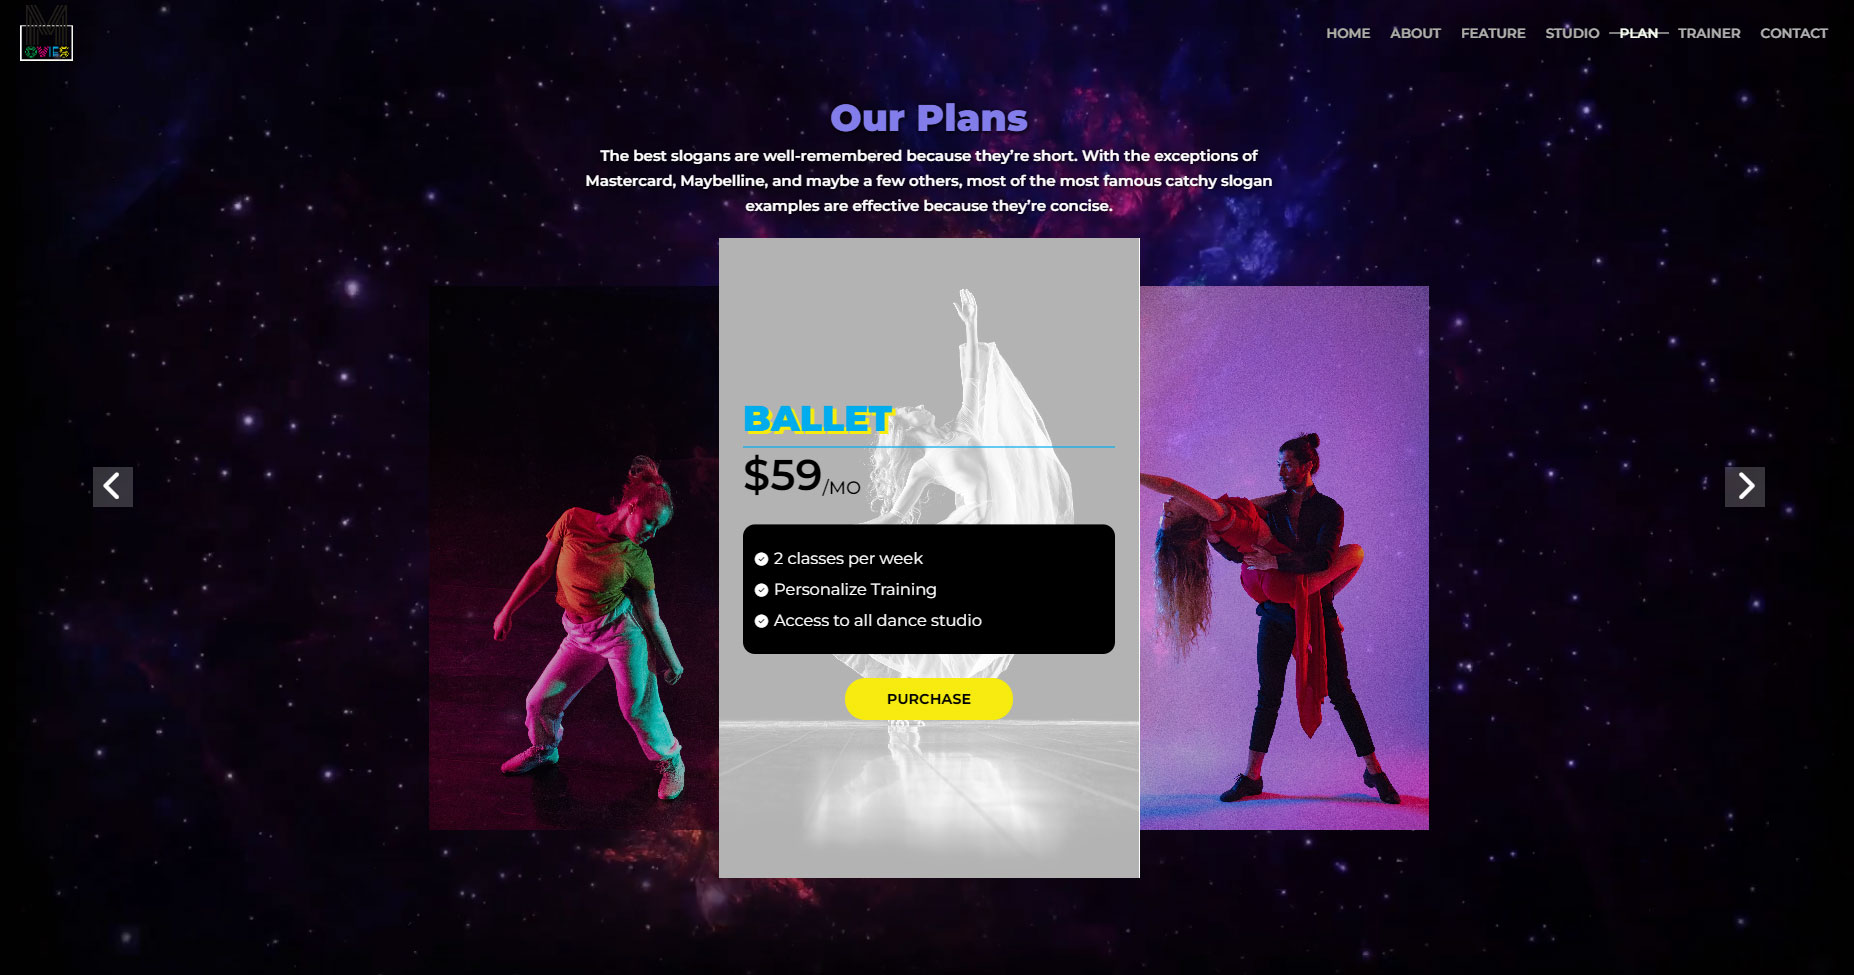 M
OVIES
HOME ABOUT FEATURE STUDIO PLAN TRAINER CONTACT
Our Plans
The best slogans are well-remembered because they’re short. With the exceptions of
Mastercard, Maybelline, and maybe a few others, most of the most famous catchy slogan
examples are effective because they’re concise.
BALLET
$59/MO
2 classes per week
Personalize Training
Access to all dance studio
PURCHASE